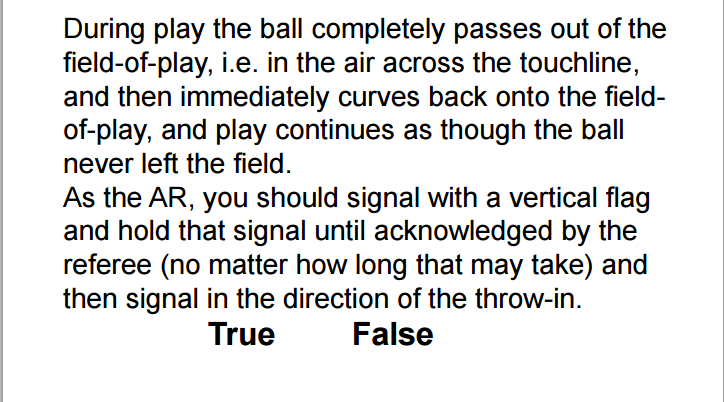 During play the ball completely passes out of the
field-of-play, i.e. in the air across the touchline,
and then immediately curves back onto the field-
of-play, and play continues as though the ball
never left the field.
As the AR, you should signal with a vertical flag
and hold that signal until acknowledged by the
referee (no matter how long that may take) and
then signal in the direction of the throw-in.
True False